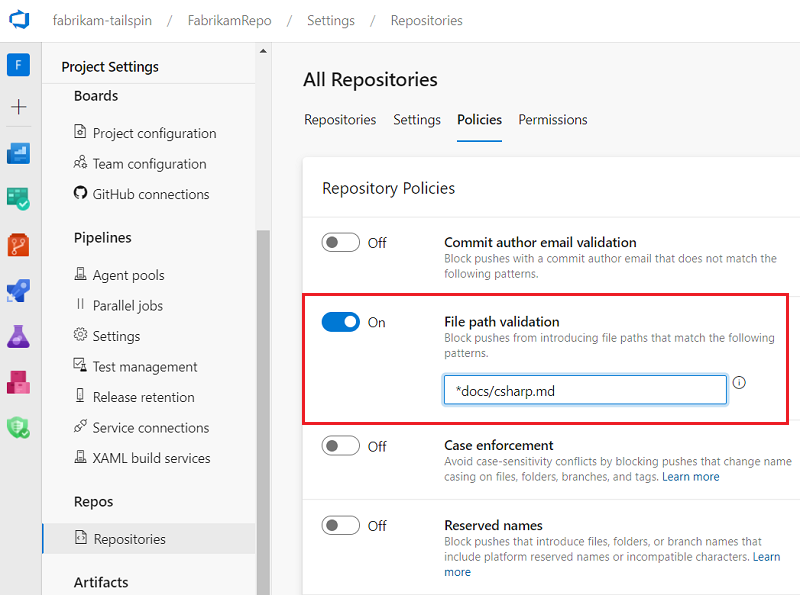 fabrikam-tailspin / FabrikamRepo / Settings / Repositories
F
Project Settings
Boards
Project configuration
Team configuration
GitHub connections
Pipelines
Agent pools
Parallel jobs
Settings
Test management
Release retention
Service connections
XAML build services
Repos
Repositories
Artifacts
All Repositories
Repositories Settings Policies Permissions
Repository Policies
Off
Commit author email validation
Block pushes with a commit author email that does not match the
following patterns.
On
File path validation
Block pushes from introducing file paths that match the following
patterns.
*docs/csharp.md
Off
Case enforcement
Avoid case-sensitivity conflicts by blocking pushes that change name
casing on files, folders, branches, and tags. Learn more
Off
Reserved names
Block pushes that introduce files, folders, or branch names that
include platform reserved names or incompatible characters. Learn
more